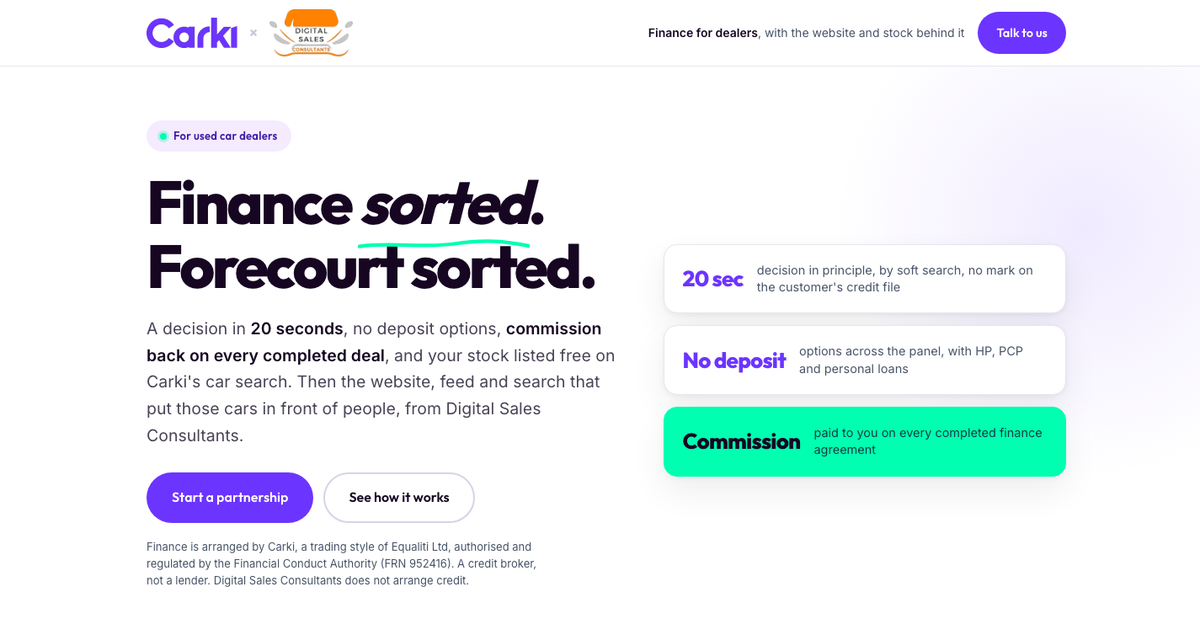 Carki × DIGITAL SALES CONSULTANTS
Finance for dealers, with the website and stock behind it
Talk to us
For used car dealers
Finance sorted.
Forecourt sorted.
A decision in 20 seconds, no deposit options, commission
back on every completed deal, and your stock listed free on
Carki's car search. Then the website, feed and search that
put those cars in front of people, from Digital Sales
Consultants.
Start a partnership
See how it works
Finance is arranged by Carki, a trading style of Equaliti Ltd, authorised and
regulated by the Financial Conduct Authority (FRN 952416). A credit broker,
not a lender. Digital Sales Consultants does not arrange credit.
20 sec
decision in principle, by soft search, no mark on
the customer's credit file
No deposit
options across the panel, with HP, PCP
and personal loans
Commission
paid to you on every completed finance
agreement